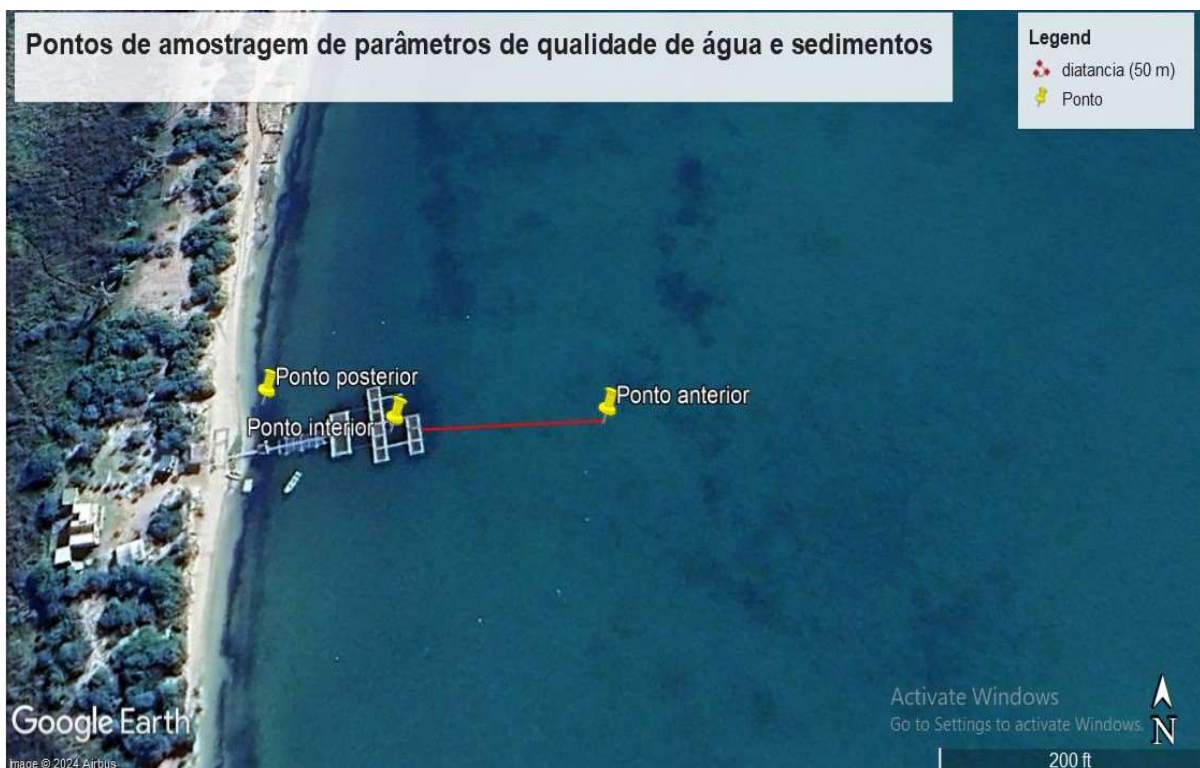 Pontos de amostragem de parâmetros de qualidade de água e sedimentos
Legend
diatancia (50 m)
Ponto
Ponto posterior
Ponto anterior
Ponto interior
Activate Windows
Go to Settings to activate Windows.
Google Earth
N
200 ft
Image © 2024 Airbus